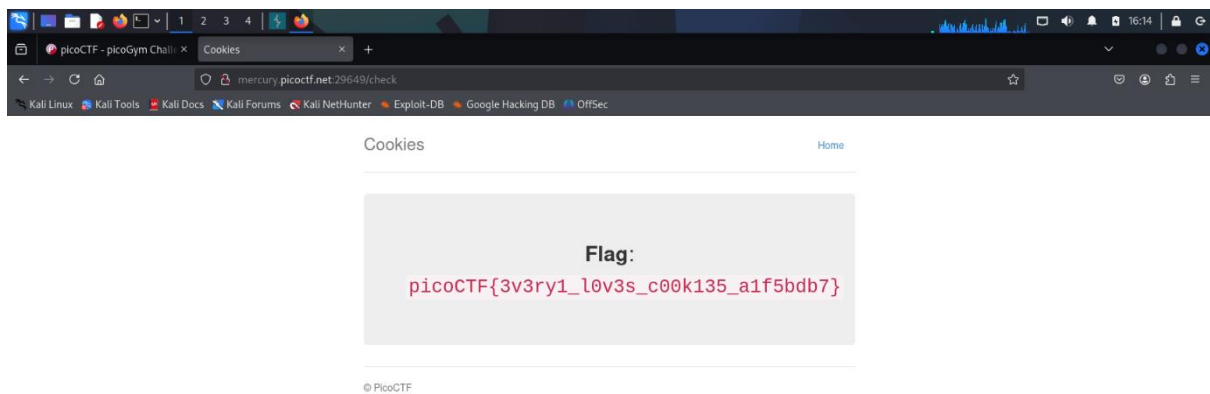 1 2 3 4
16:14
picoCTF - picoGym Challe
Cookies
mercury.picoctf.net:29649/check
Kali Linux Kali Tools Kali Docs Kali Forums Kali NetHunter Exploit-DB Google Hacking DB OffSec
Cookies
Home
Flag:
picoCTF{3v3ry1_l0v3s_c00k135_a1f5bdb7}
© PicoCTF